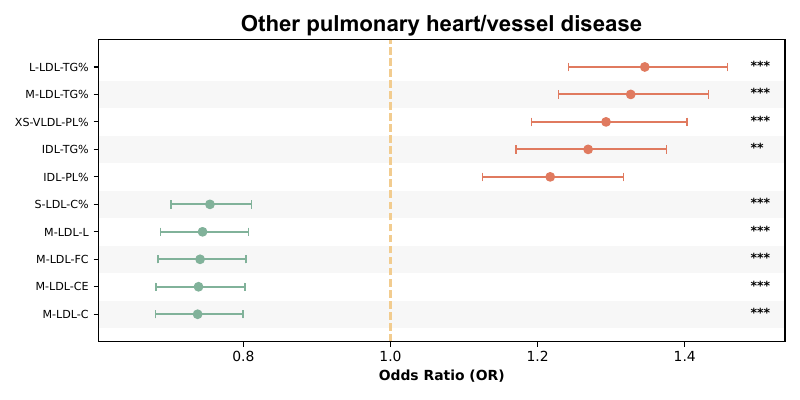 Other pulmonary heart/vessel disease
L-LDL-TG% ***
M-LDL-TG% ***
XS-VLDL-PL% ***
IDL-TG% **
IDL-PL%
S-LDL-C% ***
M-LDL-L ***
M-LDL-FC ***
M-LDL-CE ***
M-LDL-C ***
0.8 1.0 1.2 1.4
Odds Ratio (OR)